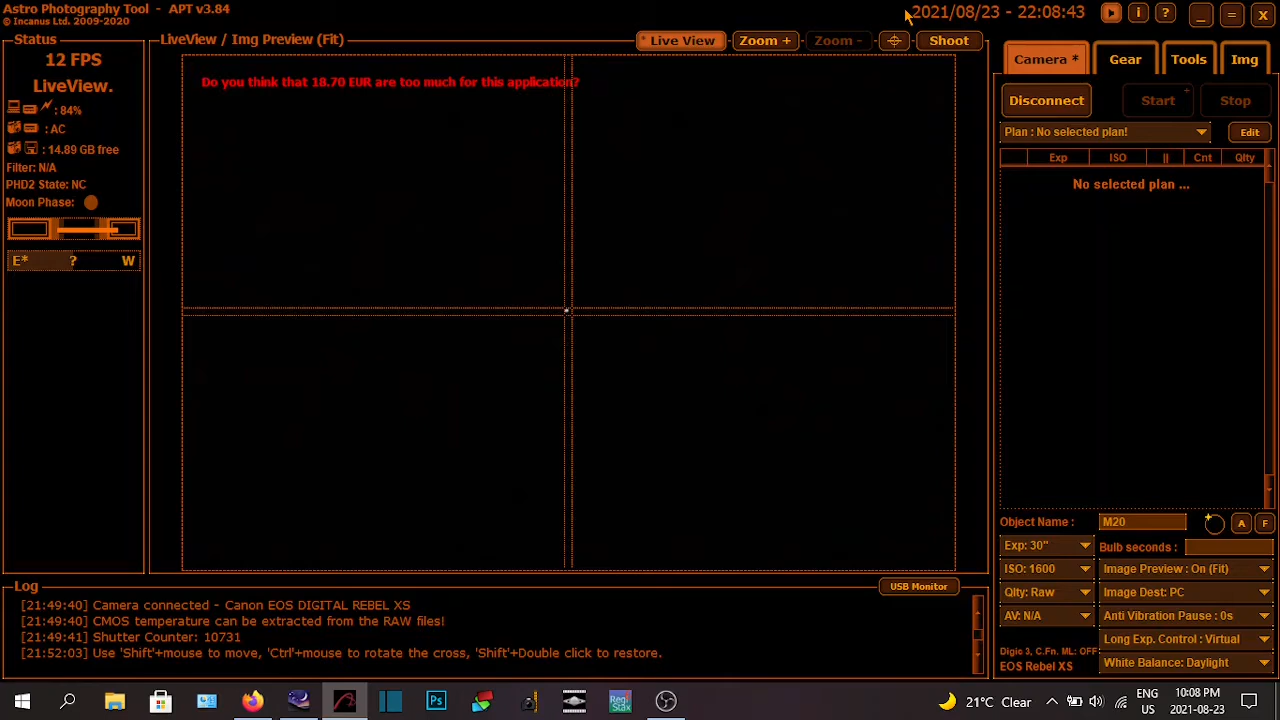 Astro Photography Tool - APT v3.84
© Incanus Ltd. 2009-2020
2021/08/23 - 22:08:43
i
?
_
=
X
Status
12 FPS
LiveView.
: 84%
: AC
: 14.89 GB free
Filter: N/A
PHD2 State: NC
Moon Phase:
E* ? W
LiveView / Img Preview (Fit)
* Live View
Zoom +
Zoom -
Shoot
Do you think that 18.70 EUR are too much for this application?
Camera *
Gear
Tools
Img
Disconnect
Start +
Stop
Plan : No selected plan!
Edit
Exp ISO || Cnt Qlty
No selected plan ...
Object Name : M20
A
F
Exp: 30"
Bulb seconds :
ISO: 1600
Image Preview : On (Fit)
Qlty: Raw
Image Dest: PC
AV: N/A
Anti Vibration Pause : 0s
Long Exp. Control : Virtual
Digic 3, C.Fn. ML: OFF
EOS Rebel XS
White Balance: Daylight
Log
USB Monitor
[21:49:40] Camera connected - Canon EOS DIGITAL REBEL XS
[21:49:40] CMOS temperature can be extracted from the RAW files!
[21:49:41] Shutter Counter: 10731
[21:52:03] Use 'Shift'+mouse to move, 'Ctrl'+mouse to rotate the cross, 'Shift'+Double click to restore.
Ps
Regi
Stax
21°C Clear
ENG
US
10:08 PM
2021-08-23